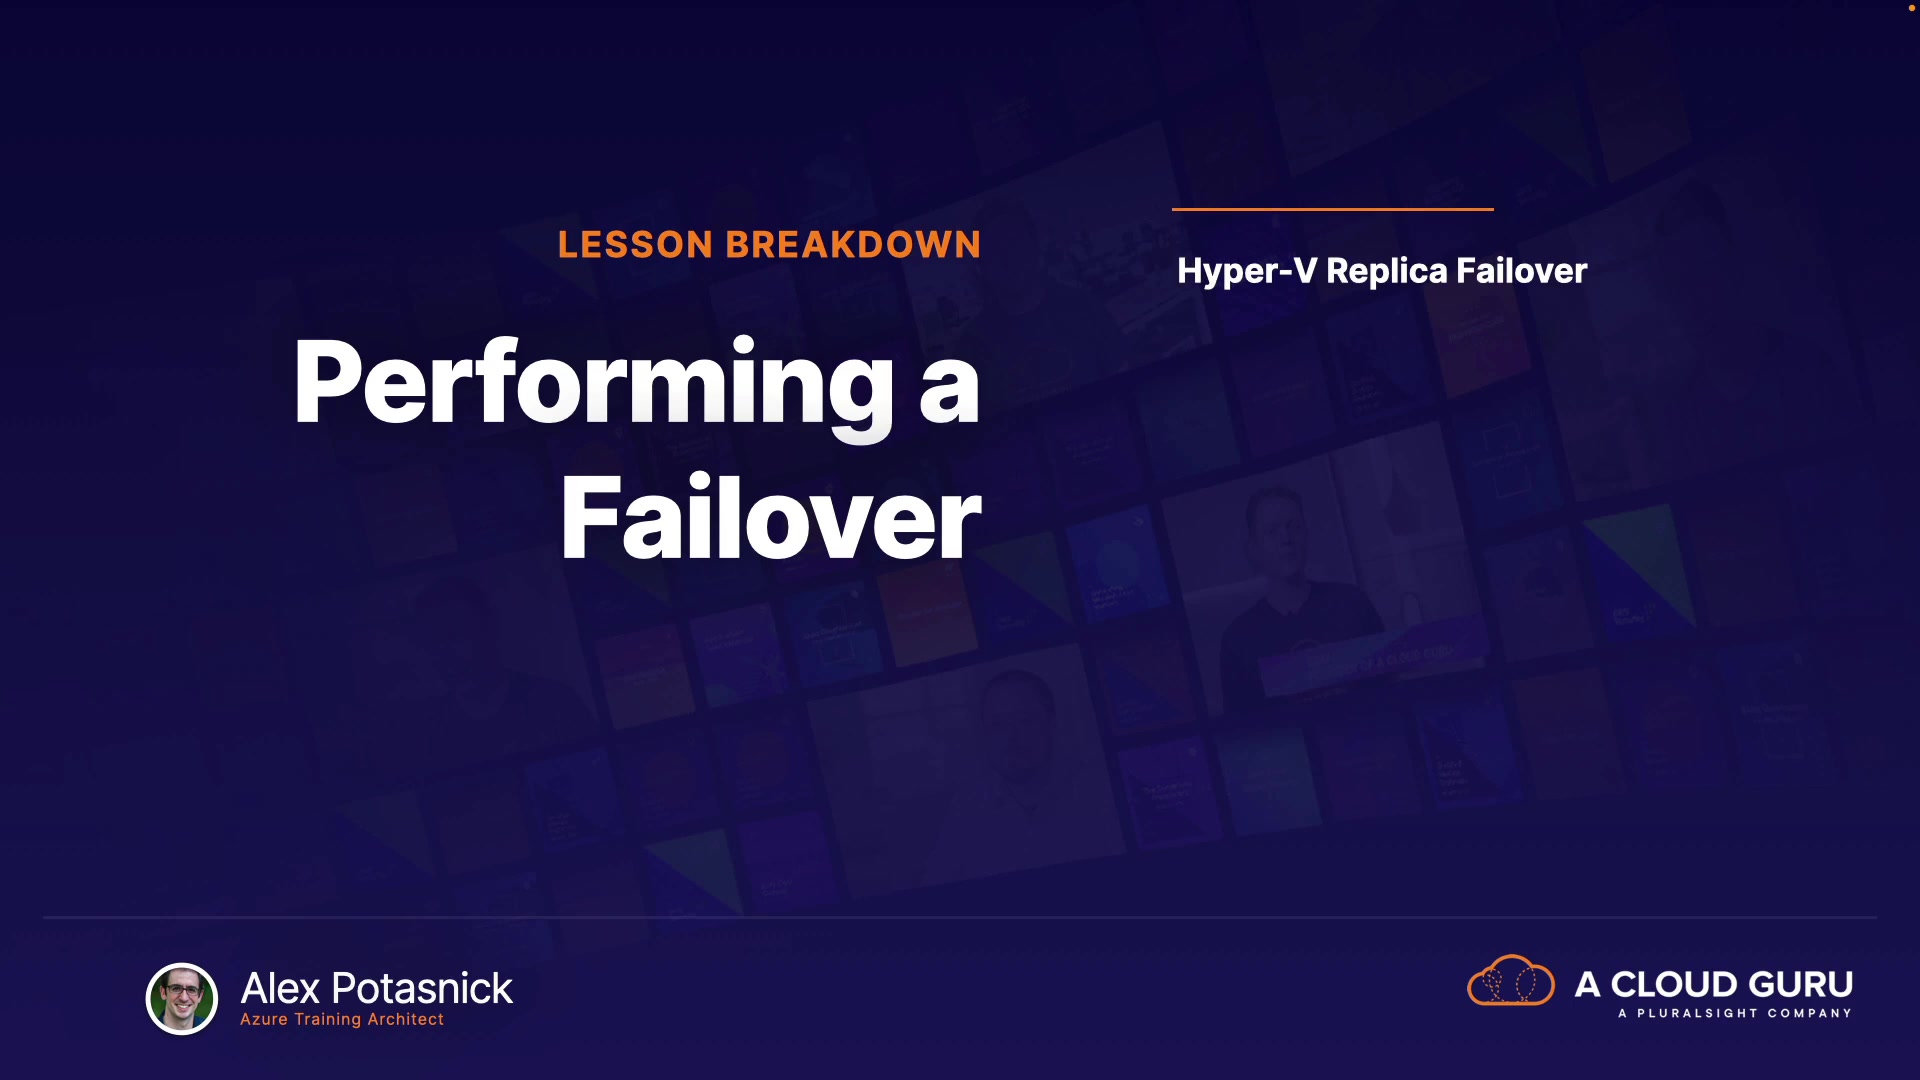 LESSON BREAKDOWN
Performing a
Failover
Hyper-V Replica Failover
Alex Potasnick
Azure Training Architect
A CLOUD GURU
A PLURALSIGHT COMPANY